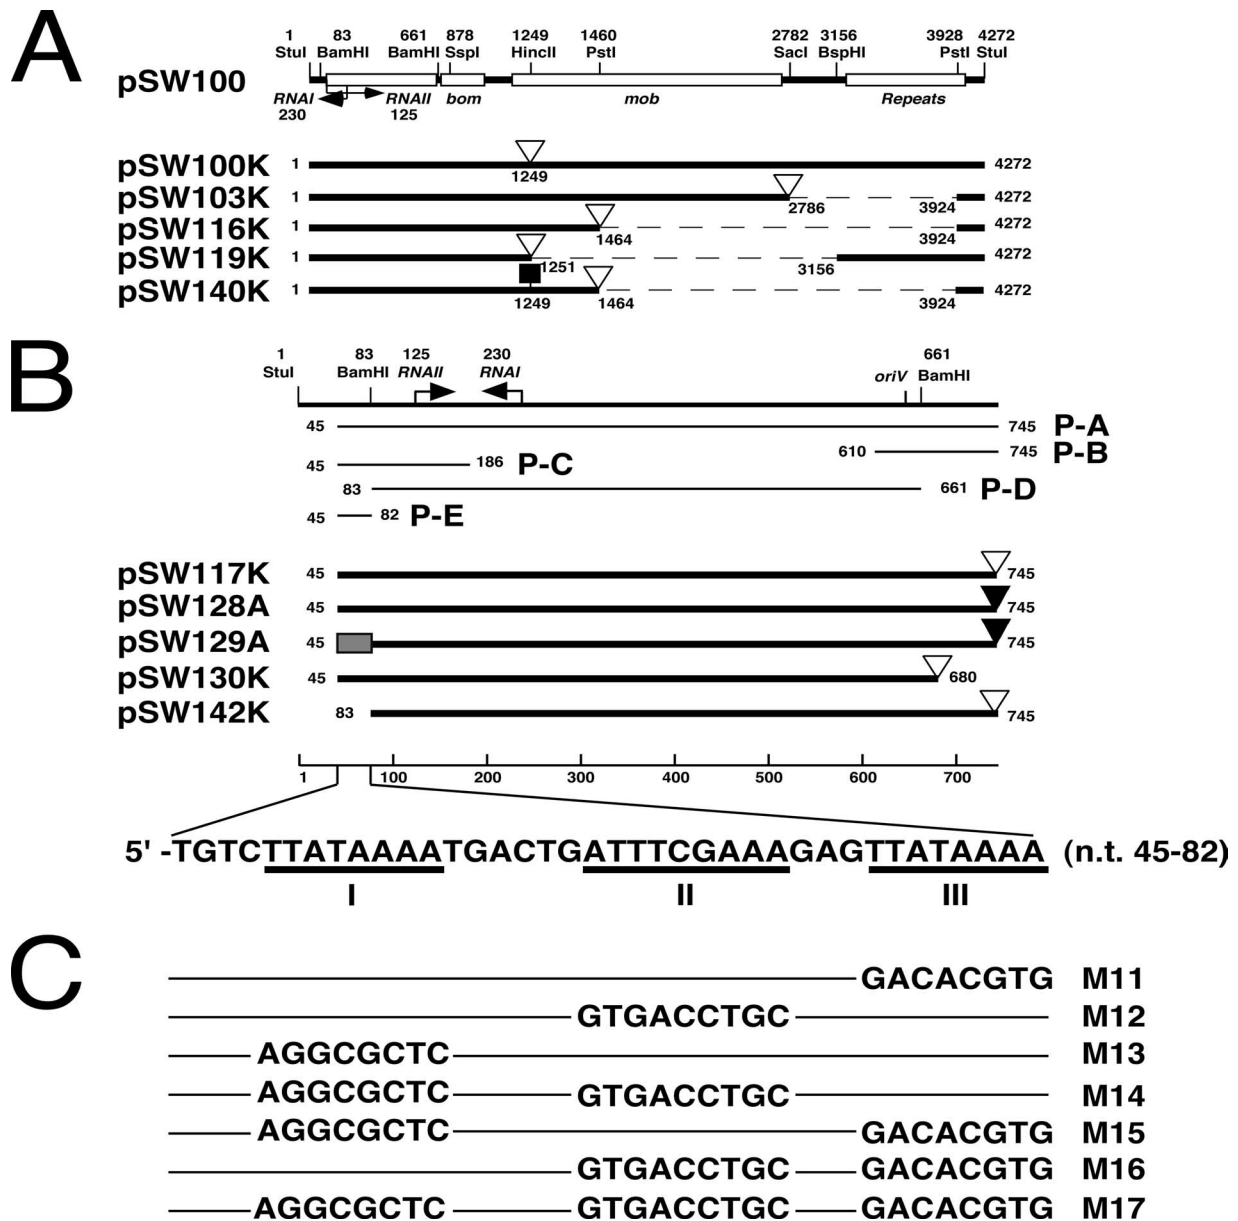 A
1 83 661 878 1249 1460 2782 3156 3928 4272
StuI BamHI BamHI SspI HincII PstI SacI BspHI PstI StuI
pSW100
RNAI RNAII bom mob Repeats
230 125
pSW100K 1 1249 4272
pSW103K 1 2786 3924 4272
pSW116K 1 1464 3924 4272
pSW119K 1 1251 3156 4272
pSW140K 1 1249 1464 3924 4272
B
1 83 125 230 661
StuI BamHI RNAII RNAI oriV BamHI
45 745 P-A
610 745 P-B
45 186 P-C
83 661 P-D
45 82 P-E
pSW117K 45 745
pSW128A 45 745
pSW129A 45 745
pSW130K 45 680
pSW142K 83 745
1 100 200 300 400 500 600 700
5' -TGTCTTATAAAATGACTGATTTCGAAAGAGTTATAAAA (n.t. 45-82)
I II III
C
GACACGTG M11
GTGACCTGC M12
AGGCGCTC M13
AGGCGCTC GTGACCTGC M14
AGGCGCTC GACACGTG M15
GTGACCTGC GACACGTG M16
AGGCGCTC GTGACCTGC GACACGTG M17